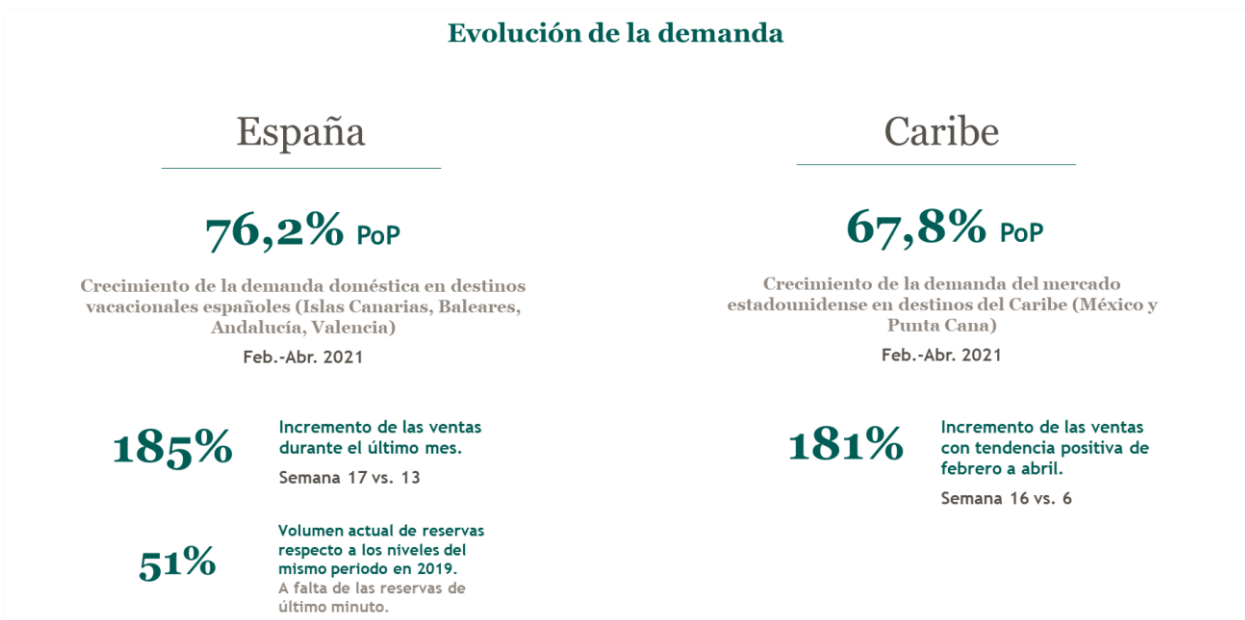 Evolución de la demanda
España
76,2% PoP
Crecimiento de la demanda doméstica en destinos
vacacionales españoles (Islas Canarias, Baleares,
Andalucía, Valencia)
Feb.-Abr. 2021
185%
Incremento de las ventas
durante el último mes.
Semana 17 vs. 13
51%
Volumen actual de reservas
respecto a los niveles del
mismo periodo en 2019.
A falta de las reservas de
último minuto.
Caribe
67,8% PoP
Crecimiento de la demanda del mercado
estadounidense en destinos del Caribe (México y
Punta Cana)
Feb.-Abr. 2021
181%
Incremento de las ventas
con tendencia positiva de
febrero a abril.
Semana 16 vs. 6